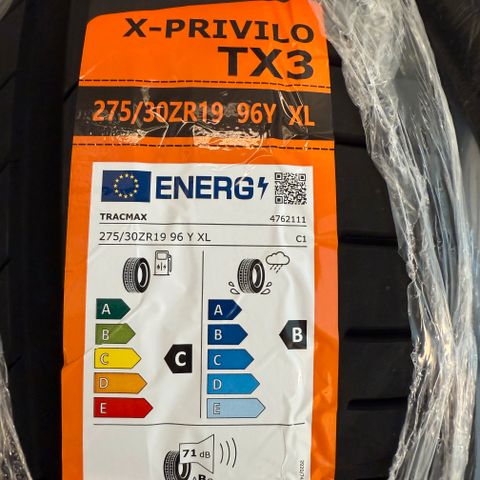 X-PRIVILO
TX3
275/30ZR19 96Y XL
ENERG
TRACMAX 4762111
275/30ZR19 96 Y XL C1
A A
B B B
C C C
D D
E E
71 dB
B